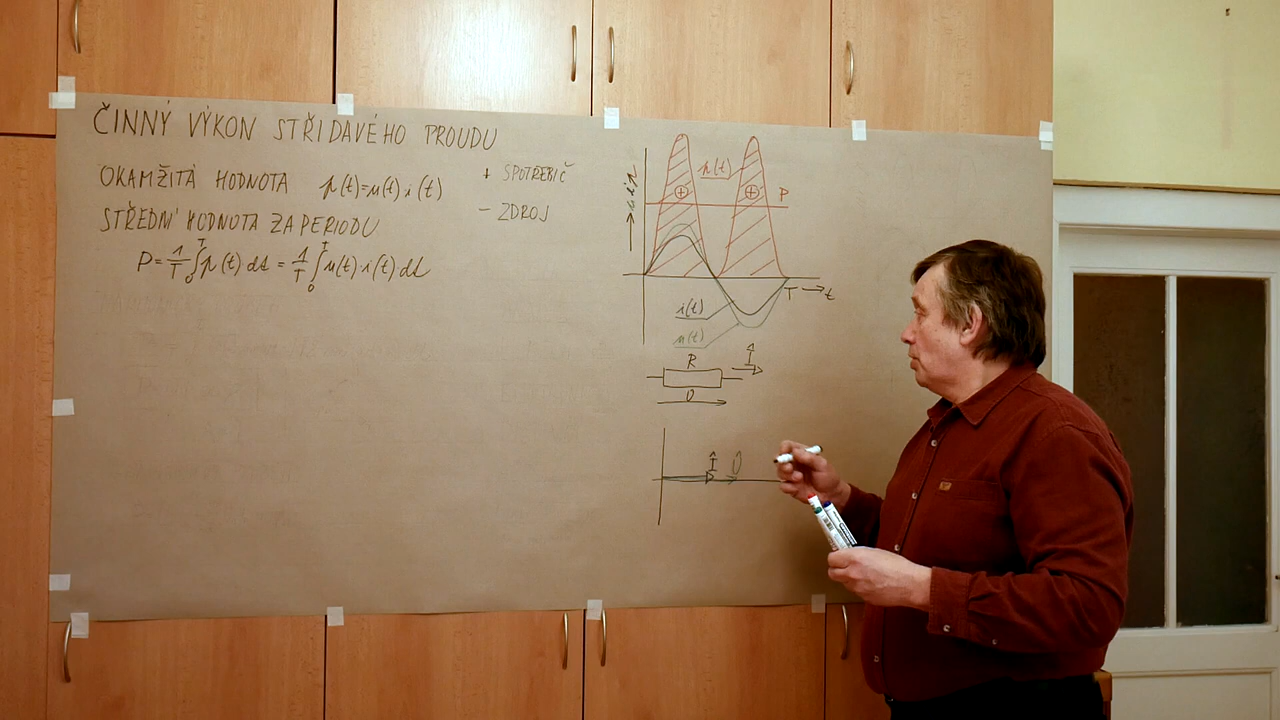 ČINNÝ VÝKON STŘÍDAVÉHO PROUDU
OKAMŽITÁ HODNOTA p(t)=u(t) i(t)
+ SPOTŘEBIČ
STŘEDNÍ HODNOTA ZA PERIODU
- ZDROJ
P = 1/T ∫₀ᵀ p(t) dt = 1/T ∫₀ᵀ u(t)·i(t) dt
u, i, p
p(t)
P
+ +
T → t
i(t)
u(t)
R Î
Û
Î Û